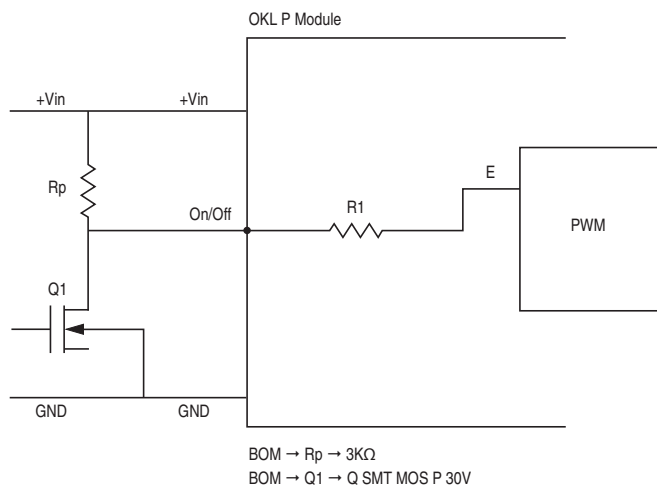 OKL P Module
+Vin +Vin
Rp
On/Off
R1
E
PWM
Q1
GND GND
BOM → Rp → 3KΩ
BOM → Q1 → Q SMT MOS P 30V